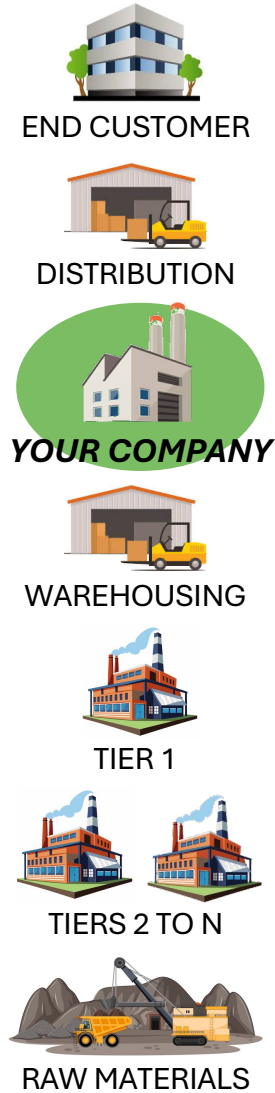 END CUSTOMER
DISTRIBUTION
YOUR COMPANY
WAREHOUSING
TIER 1
TIERS 2 TO N
RAW MATERIALS